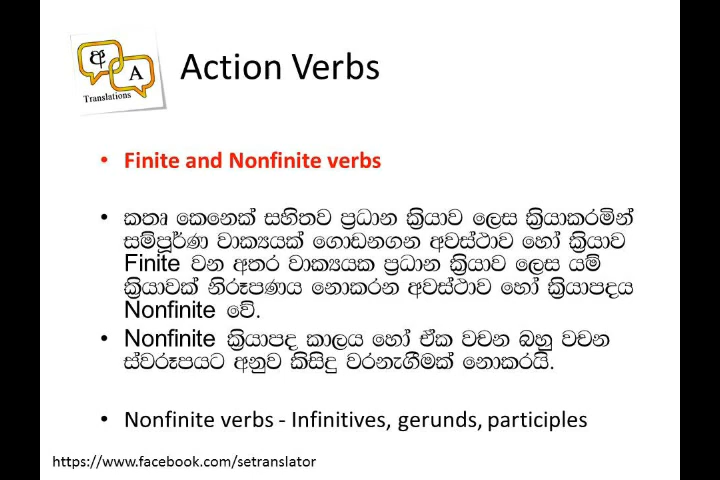 අ
A
Translations
Action Verbs
• Finite and Nonfinite verbs
• කතෘ කෙනෙක් සහිතව ප්‍රධාන ක්‍රියාව ලෙස ක්‍රියාකරමින්
සම්පූර්ණ වාක්‍යයක් ගොඩනගන අවස්ථාව හෝ ක්‍රියාව
Finite වන අතර වාක්‍යයක ප්‍රධාන ක්‍රියාව ලෙස යම්
ක්‍රියාවක් නිරූපණය නොකරන අවස්ථාව හෝ ක්‍රියාපදය
Nonfinite වේ.
• Nonfinite ක්‍රියාපද කාලය හෝ ඒක වචන බහු වචන
ස්වරූපයට අනුව කිසිදු වරනැගීමක් නොකරයි.
• Nonfinite verbs - Infinitives, gerunds, participles
https://www.facebook.com/setranslator